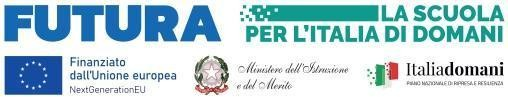 FUTURA
LA SCUOLA
PER L'ITALIA DI DOMANI
Finanziato
dall'Unione europea
NextGenerationEU
Ministero dell'Istruzione
e del Merito
Italiadomani
PIANO NAZIONALE DI RIPRESA E RESILIENZA